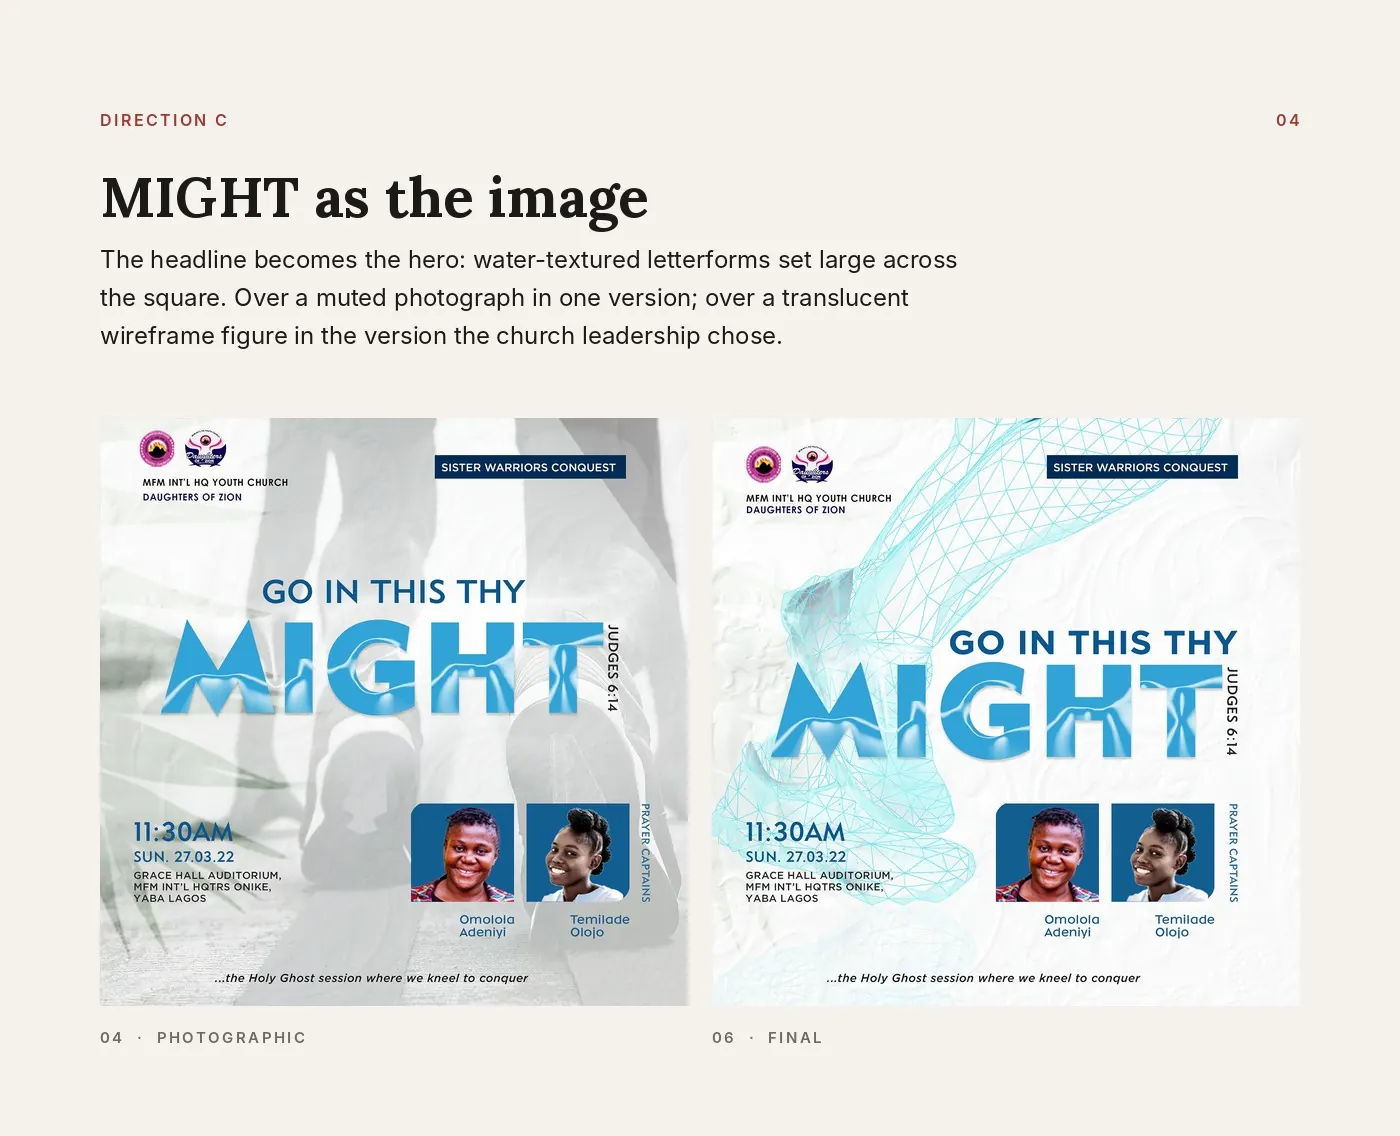 DIRECTION C
04
MIGHT as the image
The headline becomes the hero: water-textured letterforms set large across
the square. Over a muted photograph in one version; over a translucent
wireframe figure in the version the church leadership chose.
MFM INT'L HQ YOUTH CHURCH
DAUGHTERS OF ZION
SISTER WARRIORS CONQUEST
GO IN THIS THY
MIGHT
JUDGES 6:14
11:30AM
SUN. 27.03.22
GRACE HALL AUDITORIUM,
MFM INT'L HQTRS ONIKE,
YABA LAGOS
PRAYER CAPTAINS
Omolola
Adeniyi
Temilade
Olojo
...the Holy Ghost session where we kneel to conquer
04 · PHOTOGRAPHIC
Daughters
MFM INT'L HQ YOUTH CHURCH
DAUGHTERS OF ZION
SISTER WARRIORS CONQUEST
GO IN THIS THY
MIGHT
JUDGES 6:14
11:30AM
SUN. 27.03.22
GRACE HALL AUDITORIUM,
MFM INT'L HQTRS ONIKE,
YABA LAGOS
PRAYER CAPTAINS
Omolola
Adeniyi
Temilade
Olojo
...the Holy Ghost session where we kneel to conquer
06 · FINAL